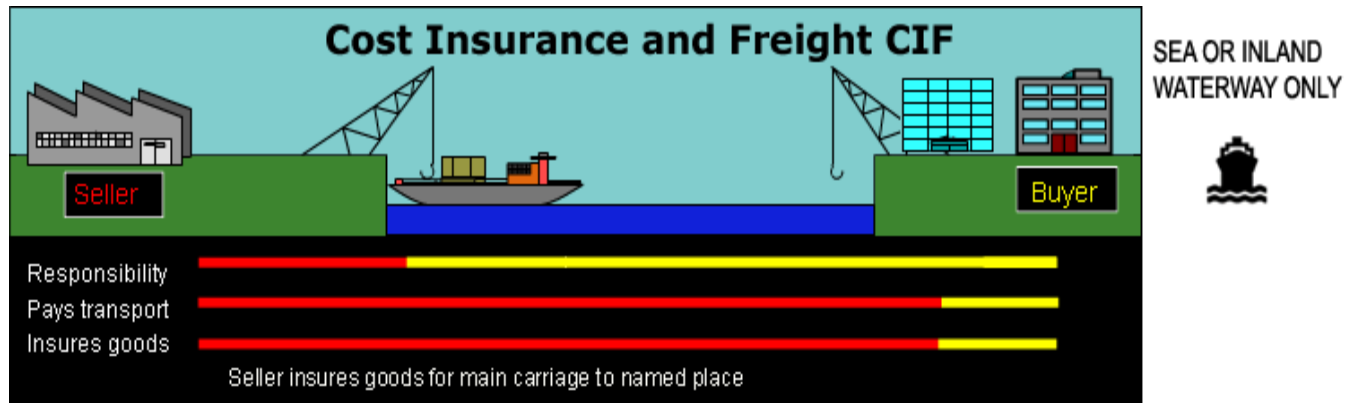 Cost Insurance and Freight CIF
SEA OR INLAND
WATERWAY ONLY
Seller
Buyer
Responsibility
Pays transport
Insures goods
Seller insures goods for main carriage to named place